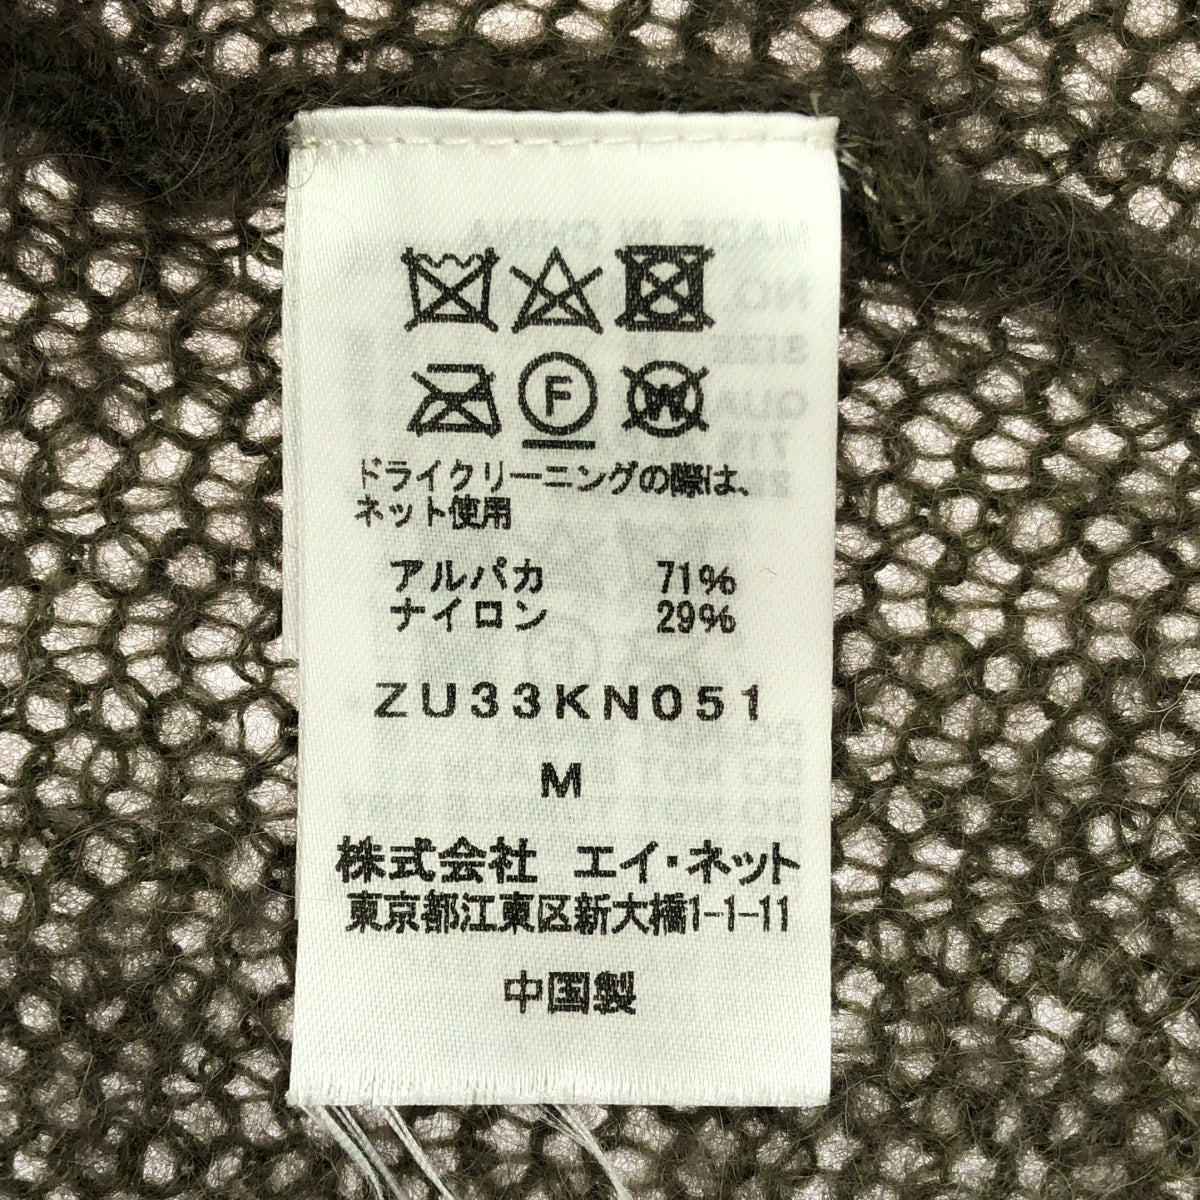 F W
ドライクリーニングの際は、
ネット使用
アルパカ 71%
ナイロン 29%
ZU33KN051
M
株式会社 エイ・ネット
東京都江東区新大橋1-1-11
中国製